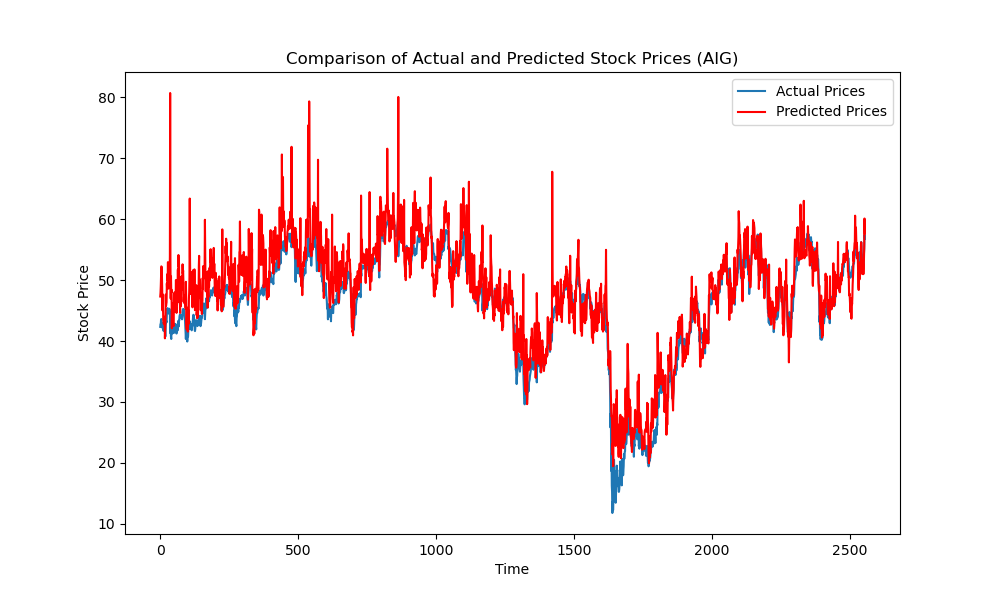 Comparison of Actual and Predicted Stock Prices (AIG)
Actual Prices
Predicted Prices
Stock Price
80
70
60
50
40
30
20
10
0
500
1000
1500
2000
2500
Time